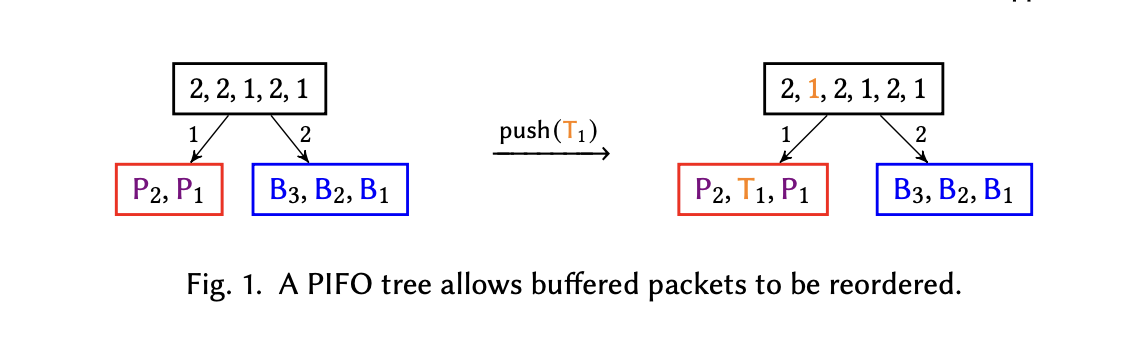 2, 2, 1, 2, 1
2, 1, 2, 1, 2, 1
push(T₁)
1
2
1
2
P₂, P₁
B₃, B₂, B₁
P₂, T₁, P₁
B₃, B₂, B₁
Fig. 1. A PIFO tree allows buffered packets to be reordered.